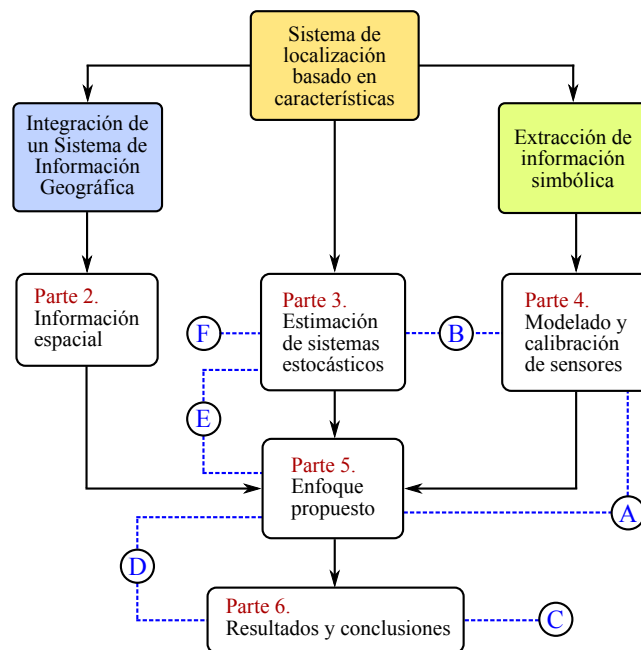 Sistema de
localización
basado en
características
Integración de
un Sistema de
Información
Geográfica
Extracción de
información
simbólica
Parte 2.
Información
espacial
Parte 3.
Estimación
de sistemas
estocásticos
Parte 4.
Modelado y
calibración
de sensores
F
B
E
Parte 5.
Enfoque
propuesto
A
D
Parte 6.
Resultados y conclusiones
C